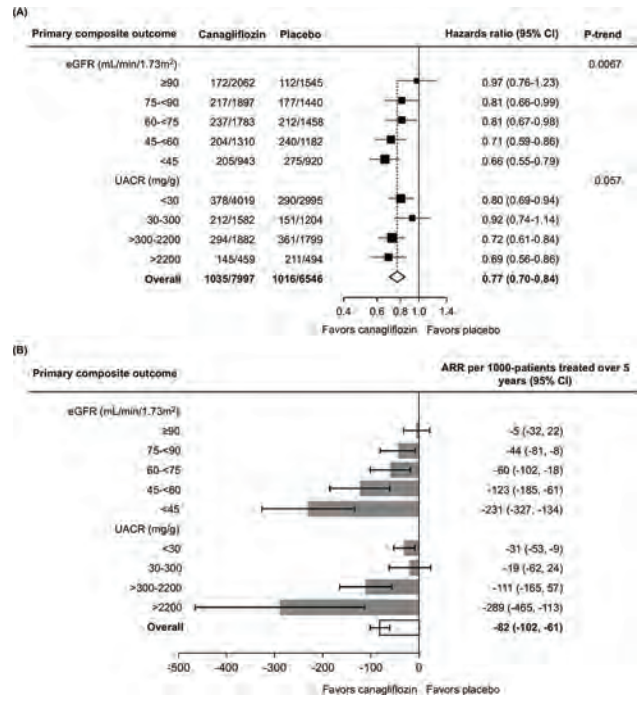 (A)
Primary composite outcome Canagliflozin Placebo Hazards ratio (95% CI) P-trend
eGFR (mL/min/1.73m²) 0.0067
≥90 172/2062 112/1545 0.97 (0.76-1.23)
75-<90 217/1897 177/1440 0.81 (0.66-0.99)
60-<75 237/1783 212/1458 0.81 (0.67-0.98)
45-<60 204/1310 240/1182 0.71 (0.59-0.86)
<45 205/943 275/920 0.66 (0.55-0.79)
UACR (mg/g) 0.057
<30 378/4019 290/2995 0.80 (0.69-0.94)
30-300 212/1582 151/1204 0.92 (0.74-1.14)
>300-2200 294/1882 361/1799 0.72 (0.61-0.84)
>2200 145/459 211/494 0.69 (0.56-0.86)
Overall 1035/7997 1016/6546 0.77 (0.70-0.84)
0.4 0.6 0.8 1.0 1.4
Favors canagliflozin Favors placebo
(B)
Primary composite outcome ARR per 1000-patients treated over 5
years (95% CI)
eGFR (mL/min/1.73m²)
≥90 -5 (-32, 22)
75-<90 -44 (-81, -8)
60-<75 -60 (-102, -18)
45-<60 -123 (-185, -61)
<45 -231 (-327, -134)
UACR (mg/g)
<30 -31 (-53, -9)
30-300 -19 (-62, 24)
>300-2200 -111 (-165, 57)
>2200 -289 (-465, -113)
Overall -82 (-102, -61)
-500 -400 -300 -200 -100 0
Favors canagliflozin Favors placebo